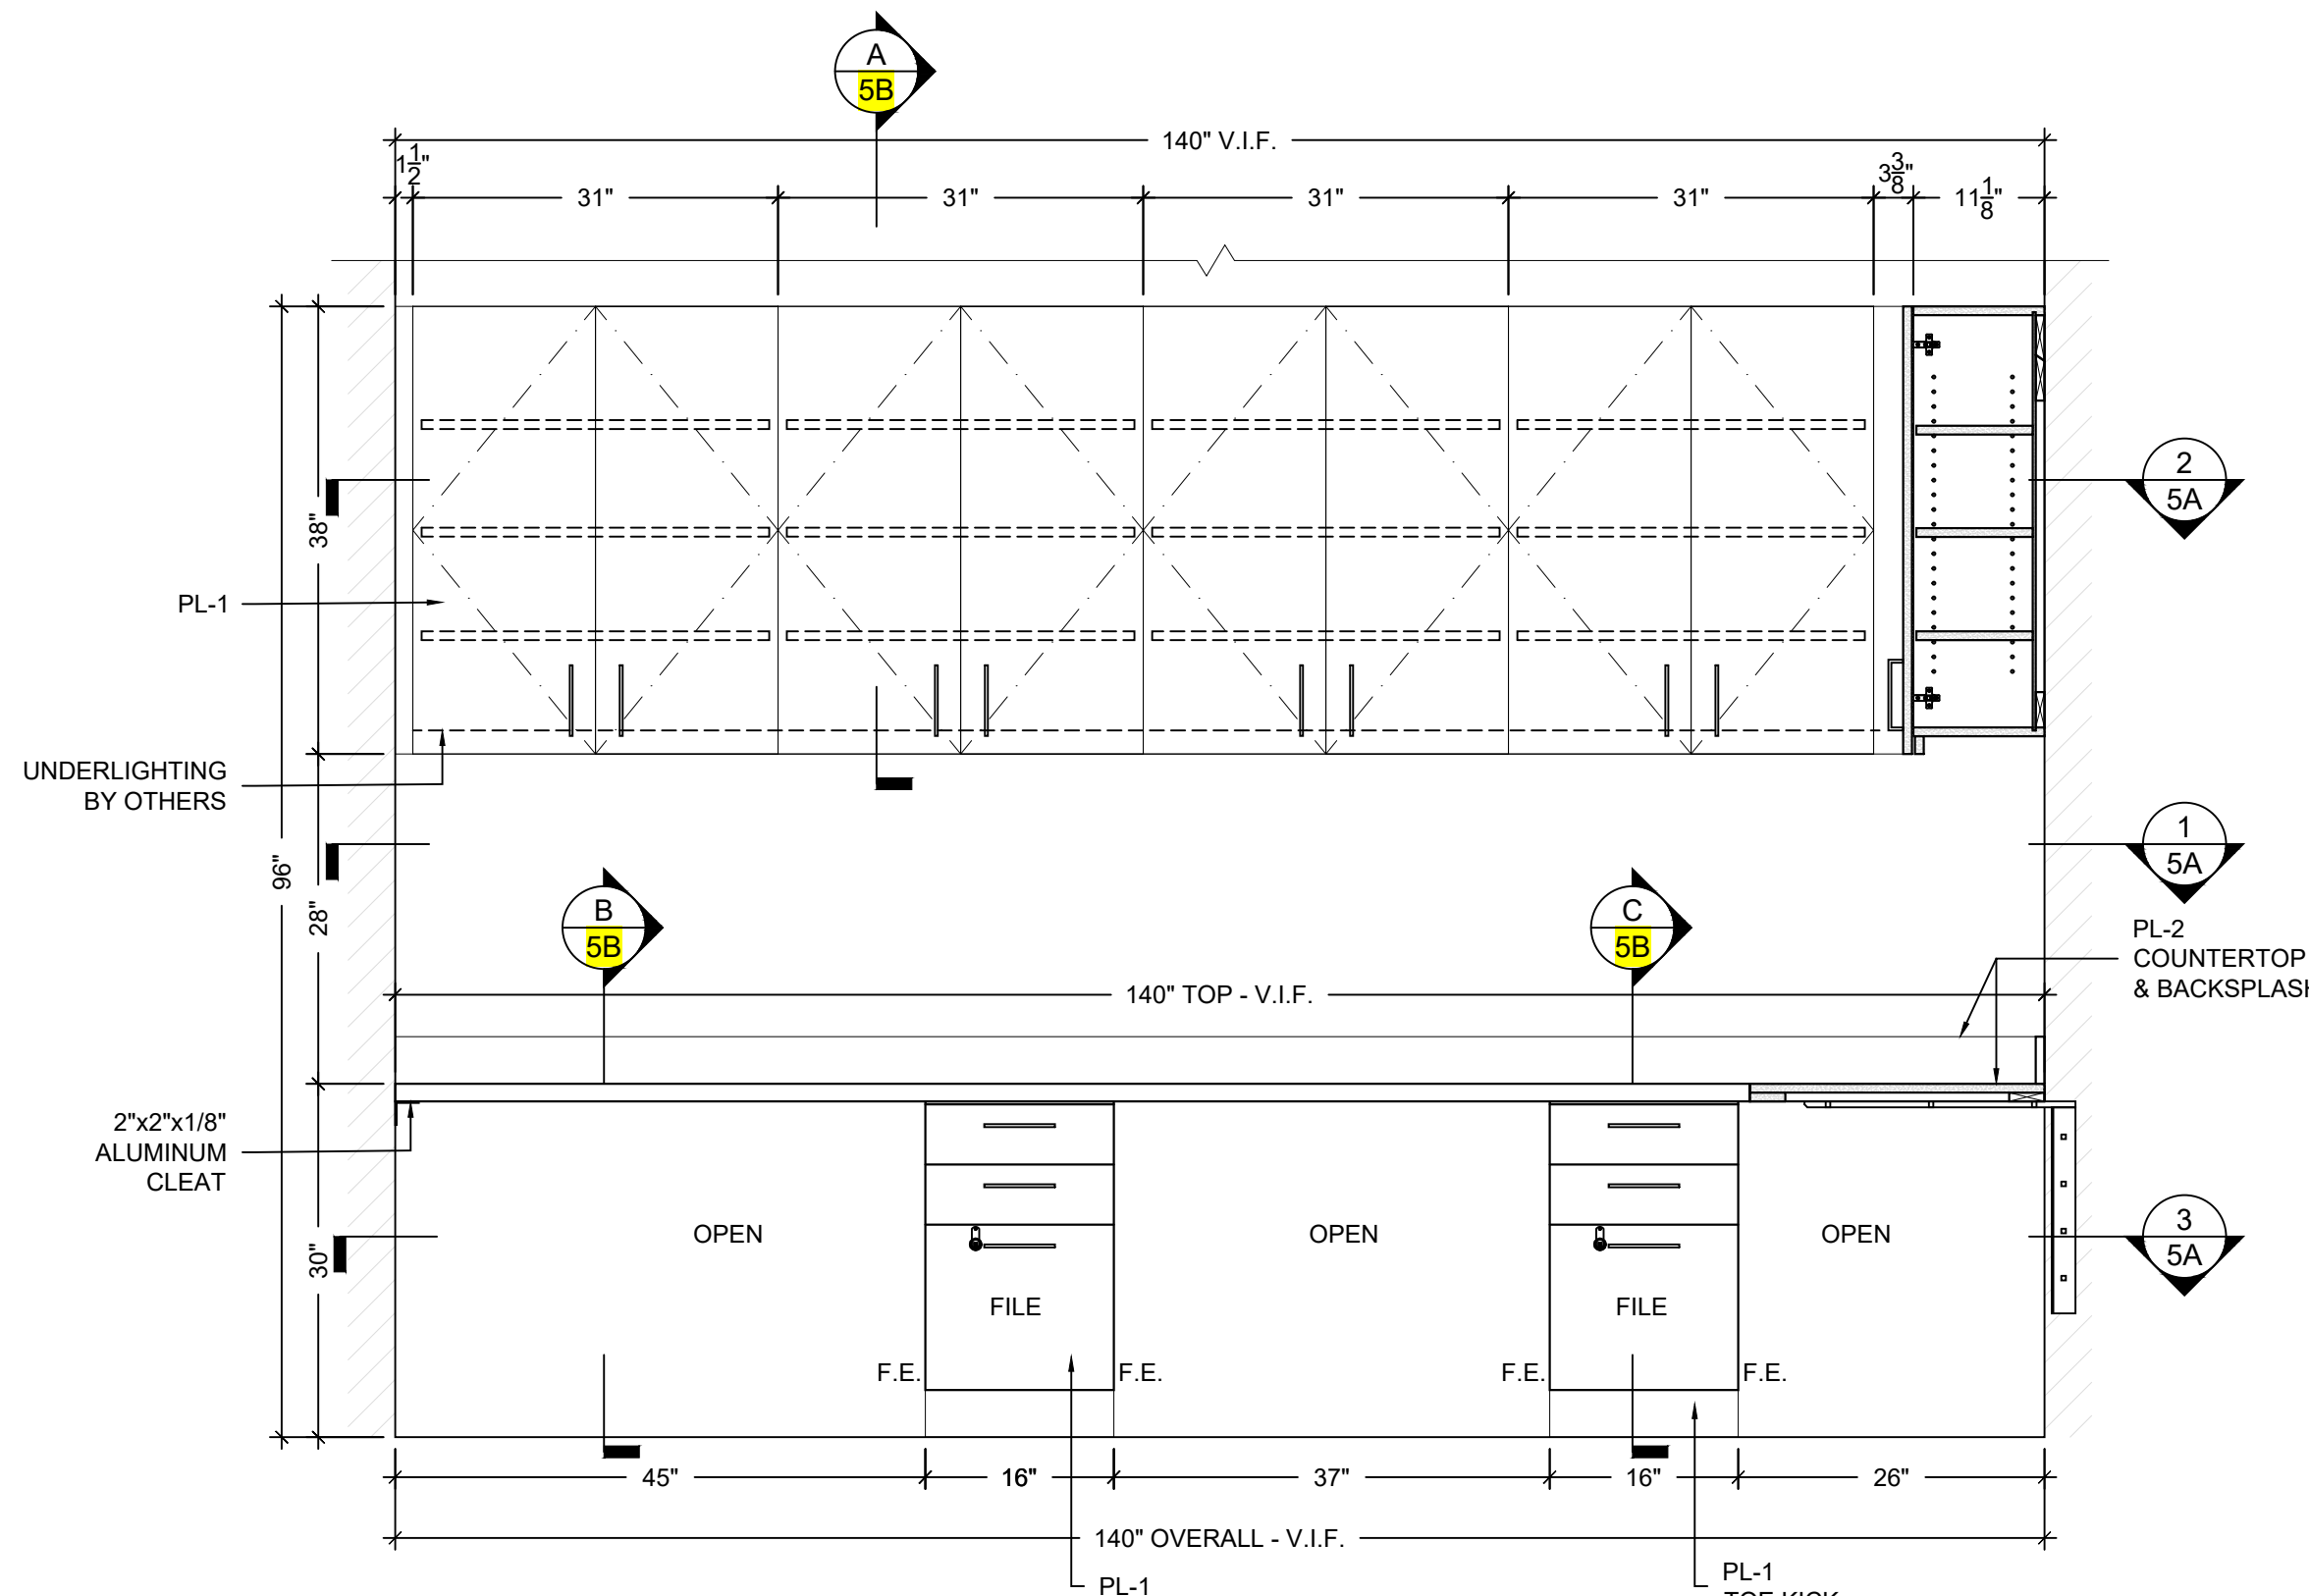 A
5B
140" V.I.F.
1 1/2"
31"
31"
31"
31"
3 3/8"
11 1/8"
2
5A
38"
PL-1
UNDERLIGHTING
BY OTHERS
1
5A
96"
28"
B
5B
C
5B
PL-2
COUNTERTOP
& BACKSPLASH
140" TOP - V.I.F.
2"x2"x1/8"
ALUMINUM
CLEAT
30"
OPEN
OPEN
OPEN
3
5A
FILE
FILE
F.E.
F.E.
F.E.
F.E.
45"
16"
37"
16"
26"
140" OVERALL - V.I.F.
PL-1
PL-1
TOE KICK